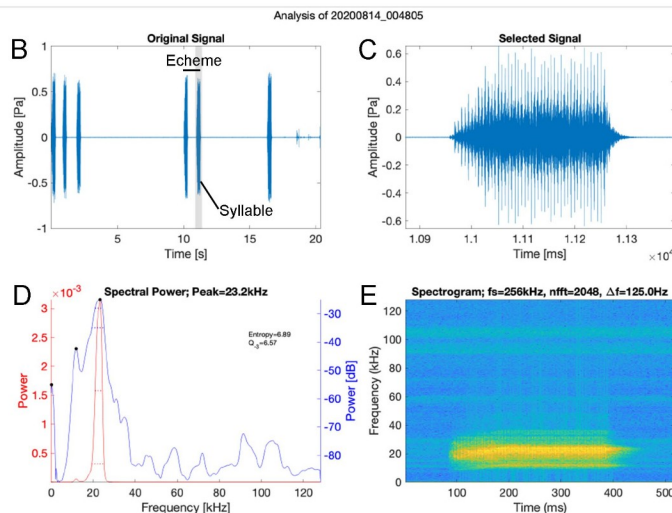 Analysis of 20200814_004805
B
Original Signal
Echeme
Syllable
Amplitude [Pa]
1
0.5
0
-0.5
-1
5
10
15
20
Time [s]
C
Selected Signal
Amplitude [Pa]
0.6
0.4
0.2
0
-0.2
-0.4
-0.6
1.09
1.1
1.11
1.12
1.13
×10⁴
Time [ms]
D
Spectral Power; Peak=23.2kHz
×10⁻³
Power
3
2.5
2
1.5
1
0.5
Entropy=6.89
Q₋₃=6.57
Power [dB]
-30
-40
-50
-60
-70
-80
0
20
40
60
80
100
120
Frequency [kHz]
E
Spectrogram; fs=256kHz, nfft=2048, Δf=125.0Hz
Frequency (kHz)
120
100
80
60
40
20
0
100
200
300
400
500
Time (ms)